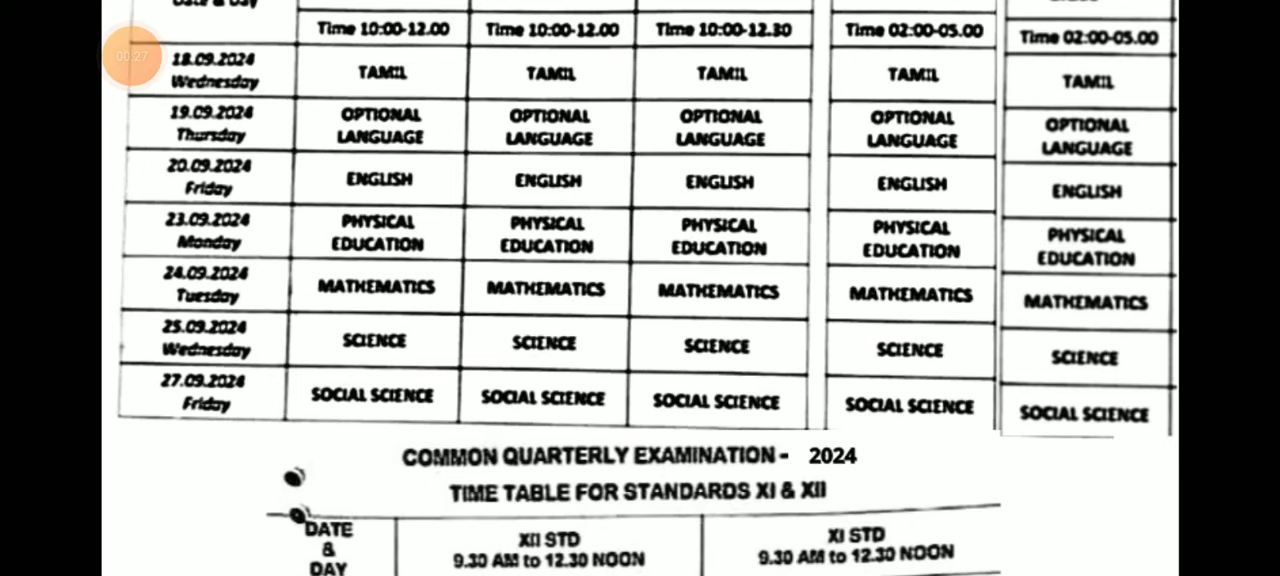 Time 10:00-12.00 Time 10:00-12.00 Time 10:00-12.30 Time 02:00-05.00 Time 02:00-05.00
00:27
18.09.2024 Wednesday TAMIL TAMIL TAMIL TAMIL TAMIL
19.09.2024 Thursday OPTIONAL LANGUAGE OPTIONAL LANGUAGE OPTIONAL LANGUAGE OPTIONAL LANGUAGE OPTIONAL LANGUAGE
20.09.2024 Friday ENGLISH ENGLISH ENGLISH ENGLISH ENGLISH
23.09.2024 Monday PHYSICAL EDUCATION PHYSICAL EDUCATION PHYSICAL EDUCATION PHYSICAL EDUCATION PHYSICAL EDUCATION
24.09.2024 Tuesday MATHEMATICS MATHEMATICS MATHEMATICS MATHEMATICS MATHEMATICS
25.09.2024 Wednesday SCIENCE SCIENCE SCIENCE SCIENCE SCIENCE
27.09.2024 Friday SOCIAL SCIENCE SOCIAL SCIENCE SOCIAL SCIENCE SOCIAL SCIENCE SOCIAL SCIENCE
COMMON QUARTERLY EXAMINATION - 2024
TIME TABLE FOR STANDARDS XI & XII
DATE & DAY
XII STD
9.30 AM to 12.30 NOON
XI STD
9.30 AM to 12.30 NOON